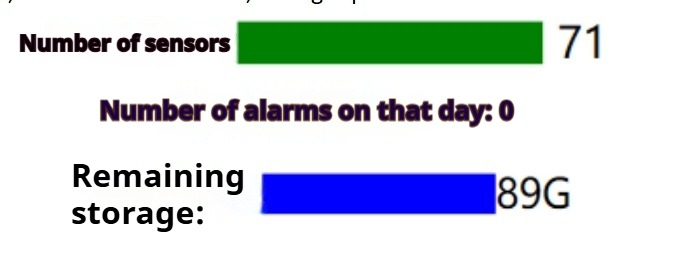 Number of sensors 71
Number of alarms on that day: 0
Remaining
storage: 89G